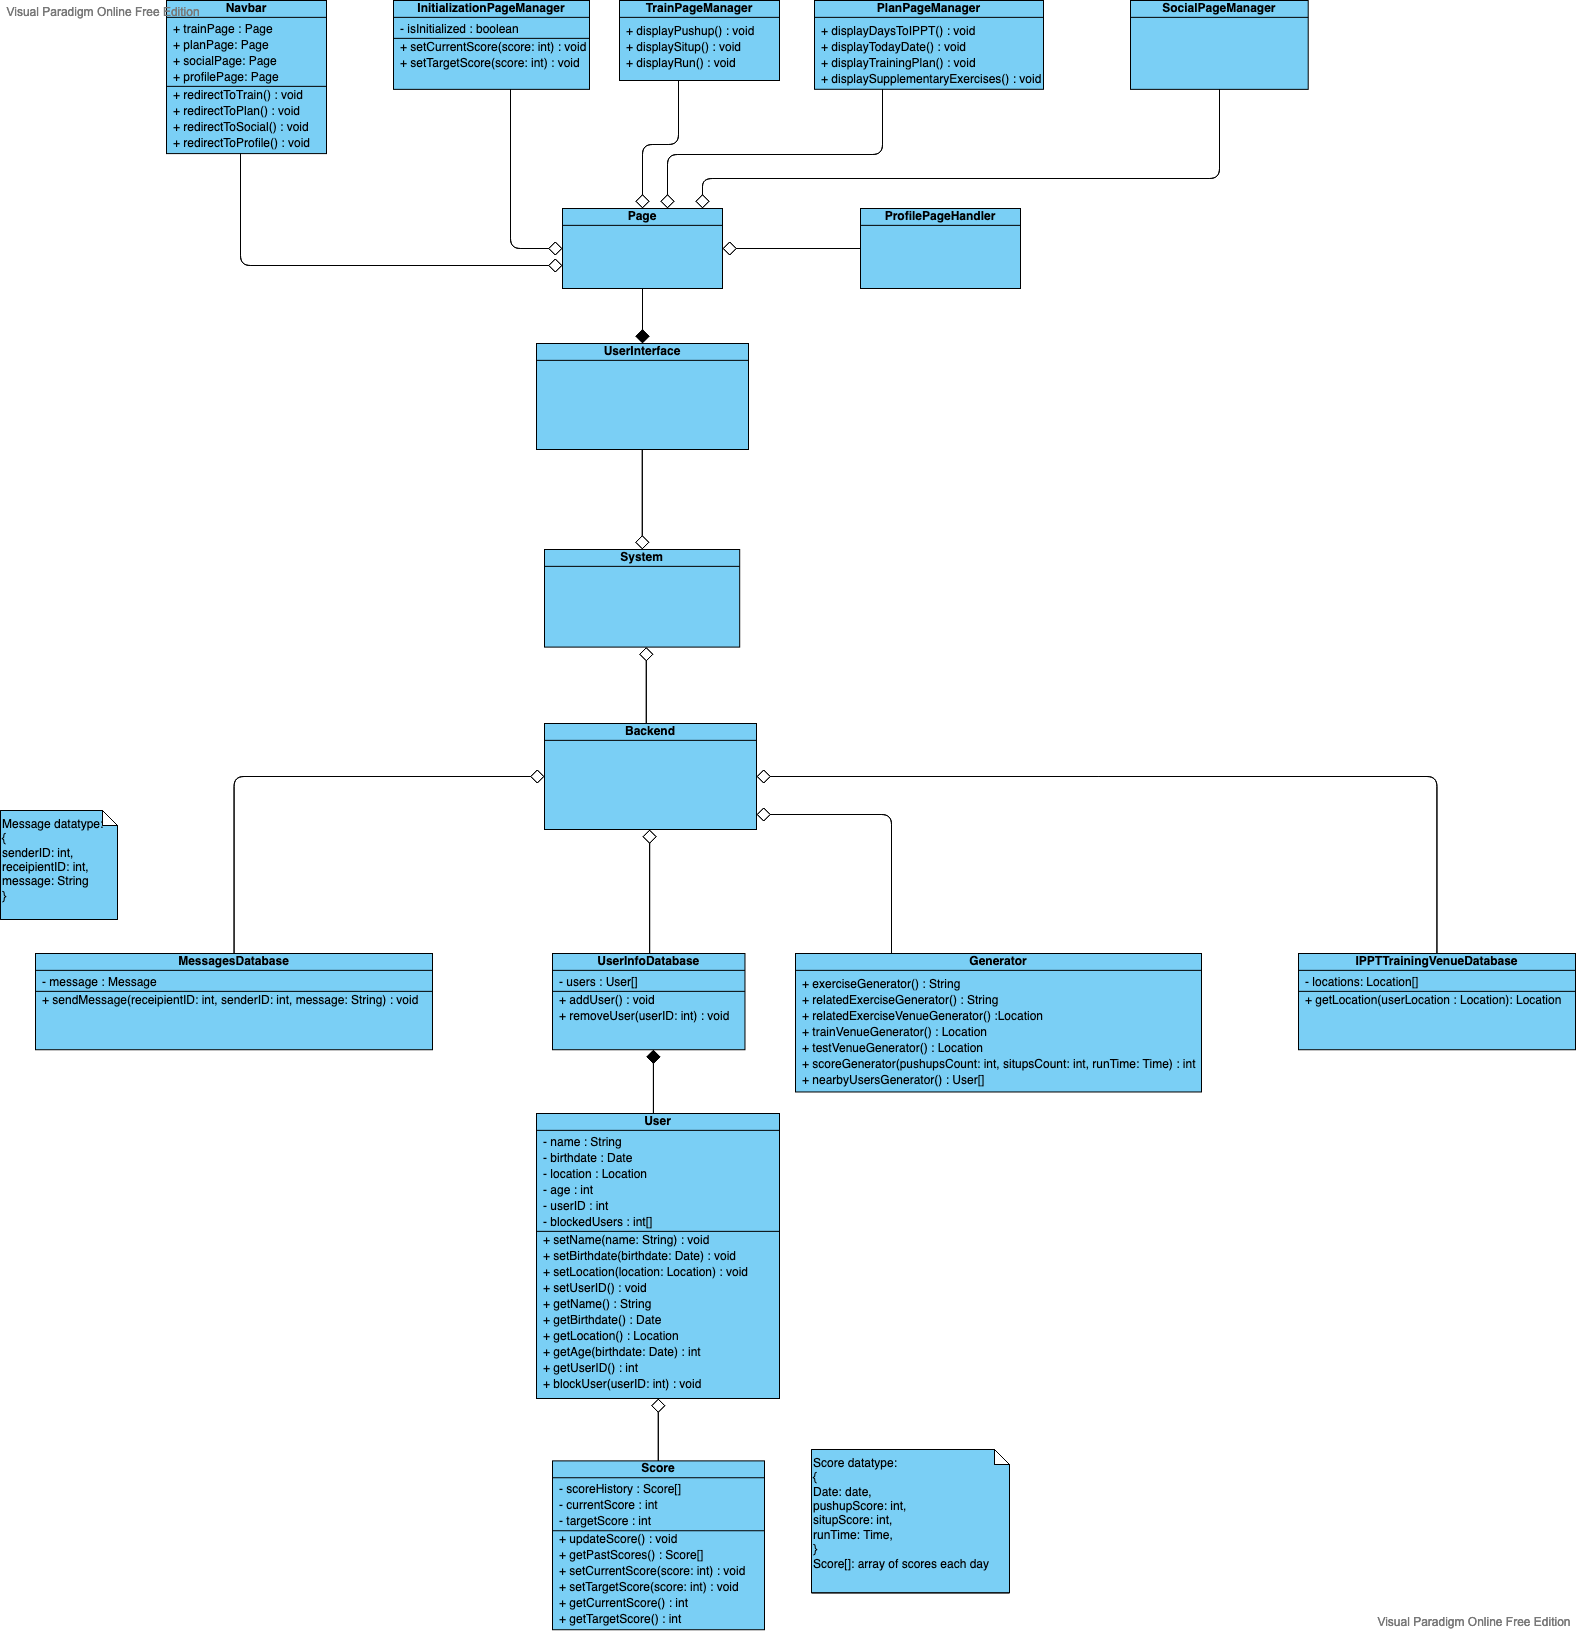 Visual Paradigm Online Free Edition
Navbar
+ trainPage : Page
+ planPage: Page
+ socialPage: Page
+ profilePage: Page
+ redirectToTrain() : void
+ redirectToPlan() : void
+ redirectToSocial() : void
+ redirectToProfile() : void
InitializationPageManager
- isInitialized : boolean
+ setCurrentScore(score: int) : void
+ setTargetScore(score: int) : void
TrainPageManager
+ displayPushup() : void
+ displaySitup() : void
+ displayRun() : void
PlanPageManager
+ displayDaysToIPPT() : void
+ displayTodayDate() : void
+ displayTrainingPlan() : void
+ displaySupplementaryExercises() : void
SocialPageManager
Page
ProfilePageHandler
UserInterface
System
Backend
Message datatype:
{
senderID: int,
receipientID: int,
message: String
}
MessagesDatabase
- message : Message
+ sendMessage(receipientID: int, senderID: int, message: String) : void
UserInfoDatabase
- users : User[]
+ addUser() : void
+ removeUser(userID: int) : void
Generator
+ exerciseGenerator() : String
+ relatedExerciseGenerator() : String
+ relatedExerciseVenueGenerator() :Location
+ trainVenueGenerator() : Location
+ testVenueGenerator() : Location
+ scoreGenerator(pushupsCount: int, situpsCount: int, runTime: Time) : int
+ nearbyUsersGenerator() : User[]
IPPTTrainingVenueDatabase
- locations: Location[]
+ getLocation(userLocation : Location): Location
User
- name : String
- birthdate : Date
- location : Location
- age : int
- userID : int
- blockedUsers : int[]
+ setName(name: String) : void
+ setBirthdate(birthdate: Date) : void
+ setLocation(location: Location) : void
+ setUserID() : void
+ getName() : String
+ getBirthdate() : Date
+ getLocation() : Location
+ getAge(birthdate: Date) : int
+ getUserID() : int
+ blockUser(userID: int) : void
Score
- scoreHistory : Score[]
- currentScore : int
- targetScore : int
+ updateScore() : void
+ getPastScores() : Score[]
+ setCurrentScore(score: int) : void
+ setTargetScore(score: int) : void
+ getCurrentScore() : int
+ getTargetScore() : int
Score datatype:
{
Date: date,
pushupScore: int,
situpScore: int,
runTime: Time,
}
Score[]: array of scores each day
Visual Paradigm Online Free Edition